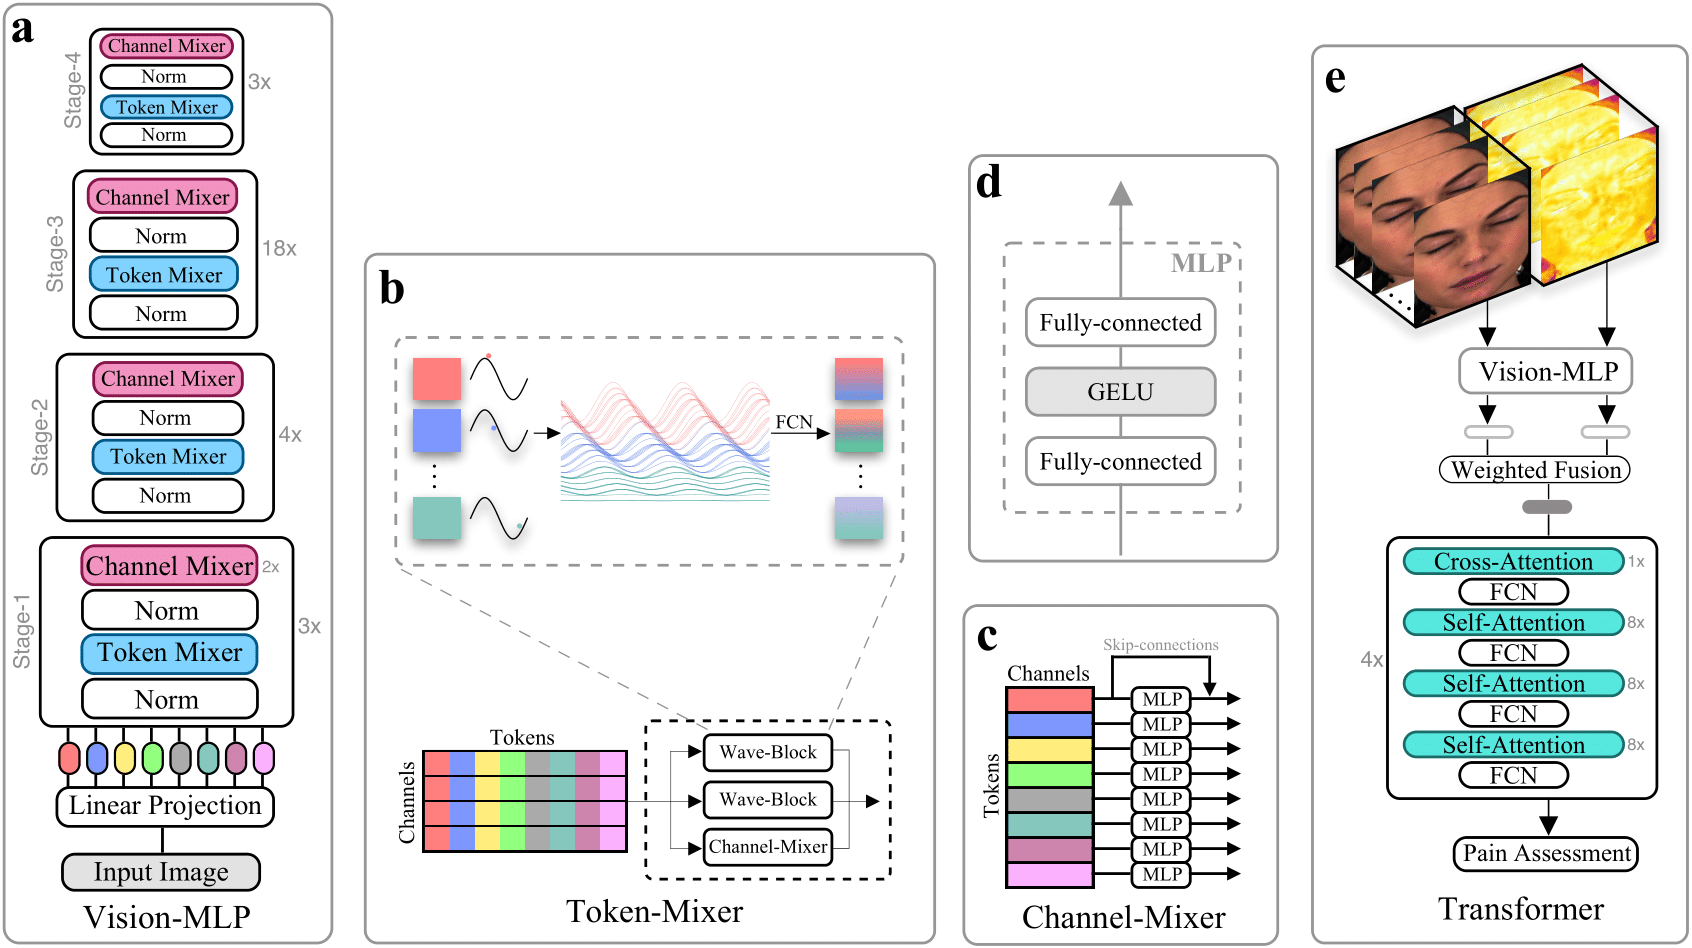 a
Stage-4
Channel Mixer
Norm
Token Mixer
Norm
3x
Stage-3
Channel Mixer
Norm
Token Mixer
Norm
18x
Stage-2
Channel Mixer
Norm
Token Mixer
Norm
4x
Stage-1
Channel Mixer 2x
Norm
Token Mixer
Norm
3x
Linear Projection
Input Image
Vision-MLP
b
FCN
Tokens
Channels
Wave-Block
Wave-Block
Channel-Mixer
Token-Mixer
d
MLP
Fully-connected
GELU
Fully-connected
c
Skip-connections
Channels
Tokens
MLP
MLP
MLP
MLP
MLP
MLP
MLP
MLP
Channel-Mixer
e
Vision-MLP
Weighted Fusion
Cross-Attention 1x
FCN
Self-Attention 8x
FCN
4x
Self-Attention 8x
FCN
Self-Attention 8x
FCN
Pain Assessment
Transformer